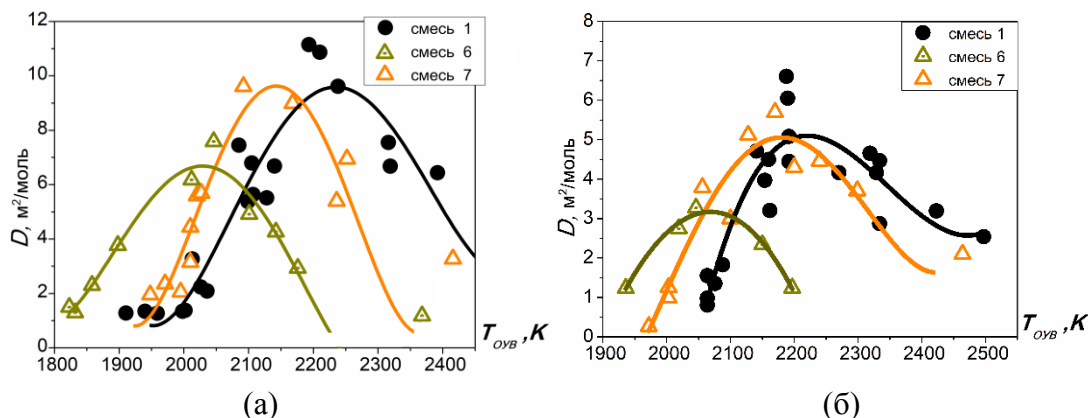 12
10
8
6
4
2
0
D, м²/моль
смесь 1
смесь 6
смесь 7
1800 1900 2000 2100 2200 2300 2400
T_ОУВ ,К
(а)
8
7
6
5
4
3
2
1
0
D, м²/моль
смесь 1
смесь 6
смесь 7
1900 2000 2100 2200 2300 2400 2500
T_ОУВ ,К
(б)